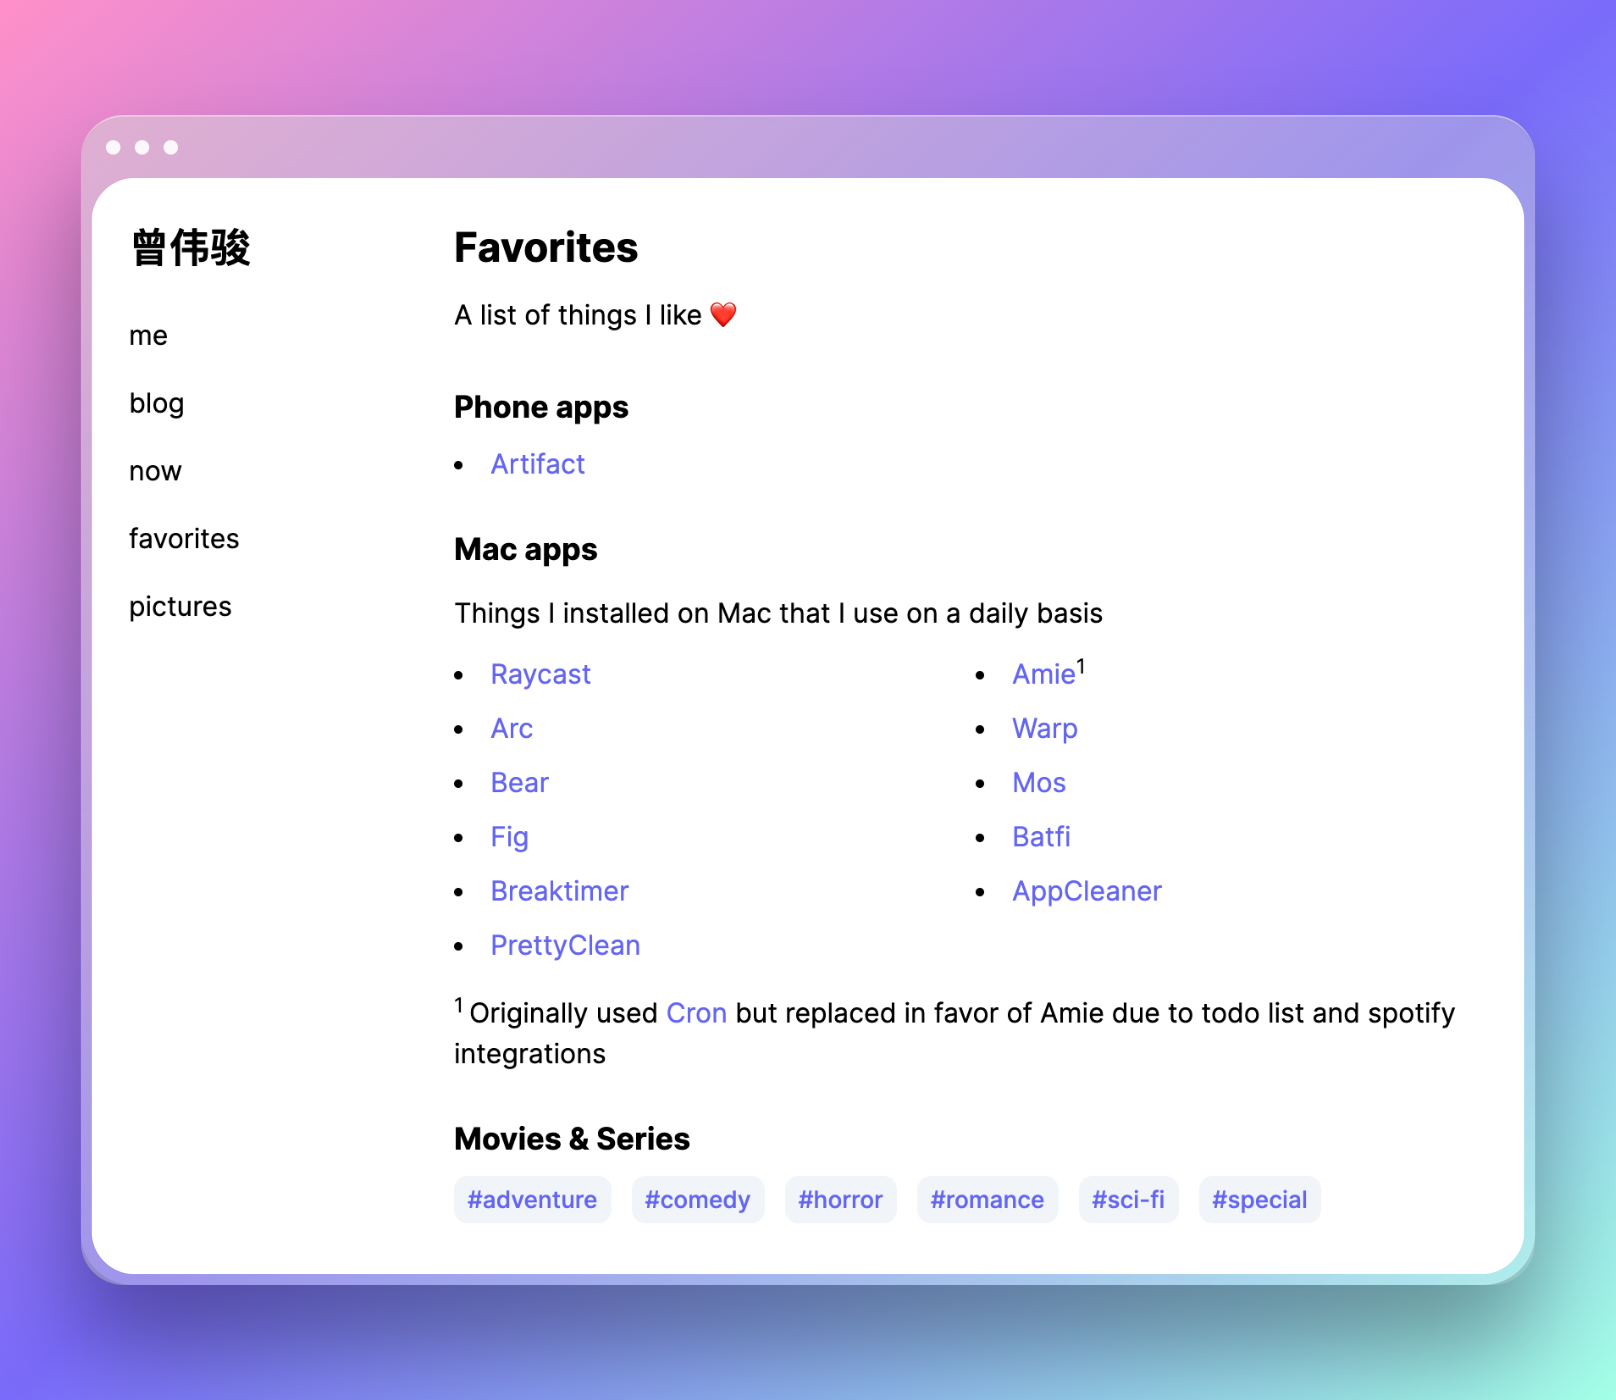 曾伟骏
me
blog
now
favorites
pictures
Favorites
A list of things I like ❤️
Phone apps
• Artifact
Mac apps
Things I installed on Mac that I use on a daily basis
• Raycast
• Arc
• Bear
• Fig
• Breaktimer
• PrettyClean
• Amie¹
• Warp
• Mos
• Batfi
• AppCleaner
¹ Originally used Cron but replaced in favor of Amie due to todo list and spotify
integrations
Movies & Series
#adventure #comedy #horror #romance #sci-fi #special